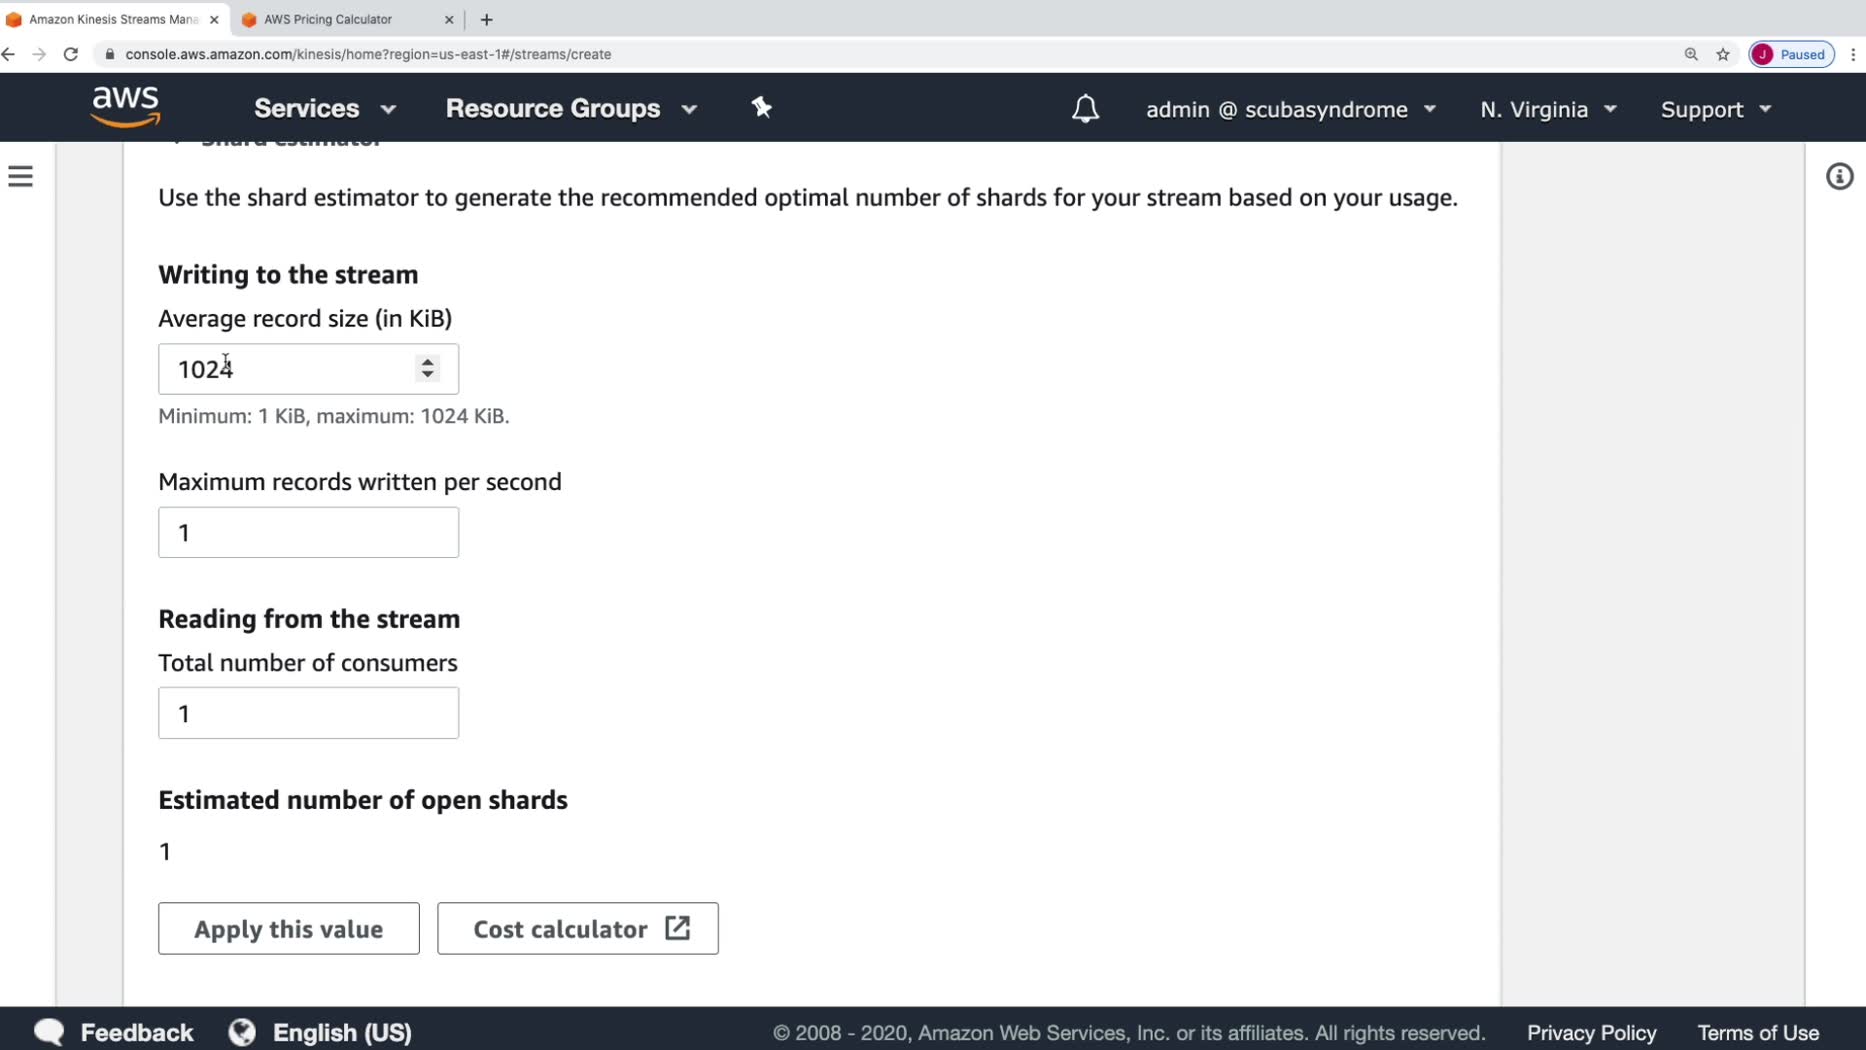 Amazon Kinesis Streams Mana
AWS Pricing Calculator
console.aws.amazon.com/kinesis/home?region=us-east-1#/streams/create
J Paused
aws
Services
Resource Groups
admin @ scubasyndrome
N. Virginia
Support
Shard estimator
Use the shard estimator to generate the recommended optimal number of shards for your stream based on your usage.
Writing to the stream
Average record size (in KiB)
1024
Minimum: 1 KiB, maximum: 1024 KiB.
Maximum records written per second
1
Reading from the stream
Total number of consumers
1
Estimated number of open shards
1
Apply this value
Cost calculator
Feedback
English (US)
© 2008 - 2020, Amazon Web Services, Inc. or its affiliates. All rights reserved.
Privacy Policy
Terms of Use